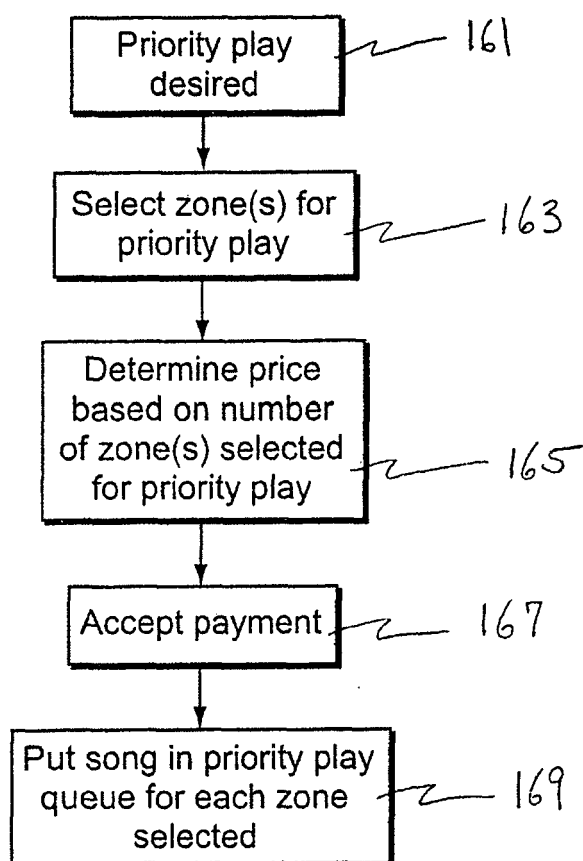 Priority play
desired
161
Select zone(s) for
priority play
163
Determine price
based on number
of zone(s) selected
for priority play
165
Accept payment
167
Put song in priority play
queue for each zone
selected
169